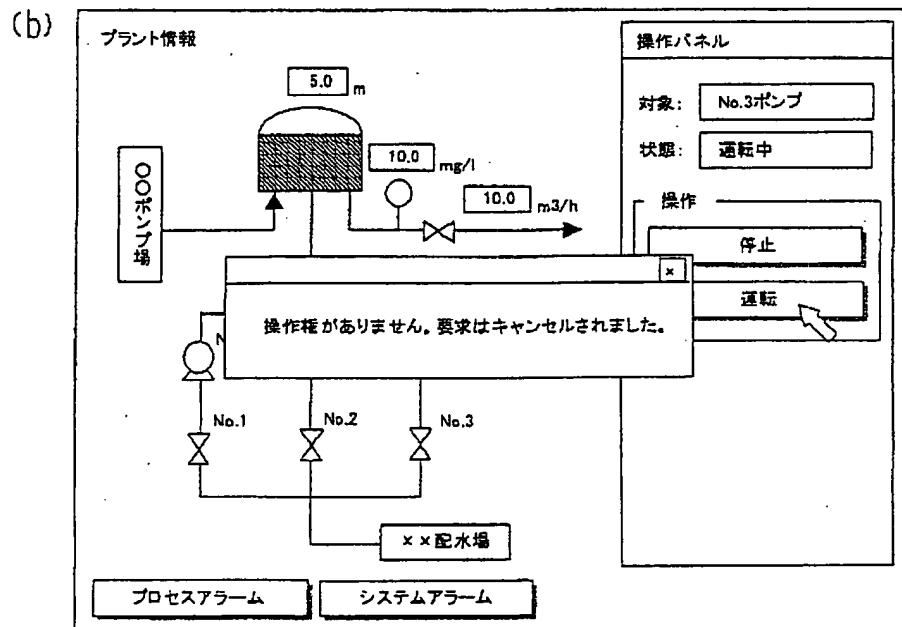 (b)
プラント情報
操作パネル
5.0 m
対象: No.3ポンプ
状態: 運転中
10.0 mg/l
〇〇ポンプ場
10.0 m3/h
操作
停止
×
運転
操作権がありません。要求はキャンセルされました。
N
No.1
No.2
No.3
××配水場
プロセスアラーム
システムアラーム